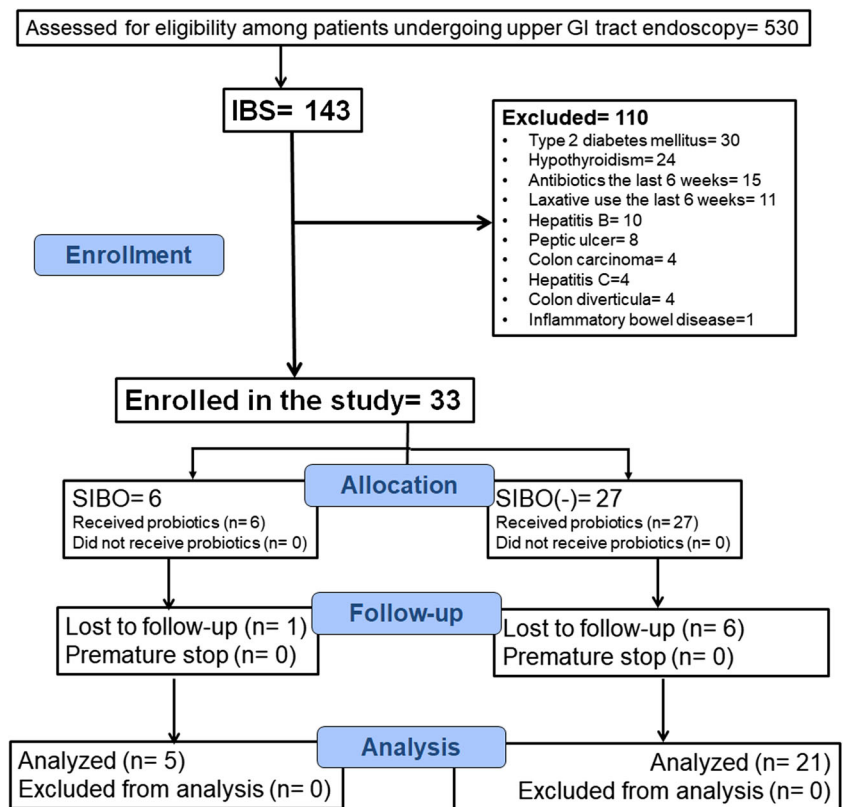 Assessed for eligibility among patients undergoing upper GI tract endoscopy= 530
IBS= 143
Excluded= 110
• Type 2 diabetes mellitus= 30
• Hypothyroidism= 24
• Antibiotics the last 6 weeks= 15
• Laxative use the last 6 weeks= 11
• Hepatitis B= 10
• Peptic ulcer= 8
• Colon carcinoma= 4
• Hepatitis C=4
• Colon diverticula= 4
• Inflammatory bowel disease=1
Enrollment
Enrolled in the study= 33
Allocation
SIBO= 6
Received probiotics (n= 6)
Did not receive probiotics (n= 0)
SIBO(-)= 27
Received probiotics (n= 27)
Did not receive probiotics (n= 0)
Follow-up
Lost to follow-up (n= 1)
Premature stop (n= 0)
Lost to follow-up (n= 6)
Premature stop (n= 0)
Analysis
Analyzed (n= 5)
Excluded from analysis (n= 0)
Analyzed (n= 21)
Excluded from analysis (n= 0)